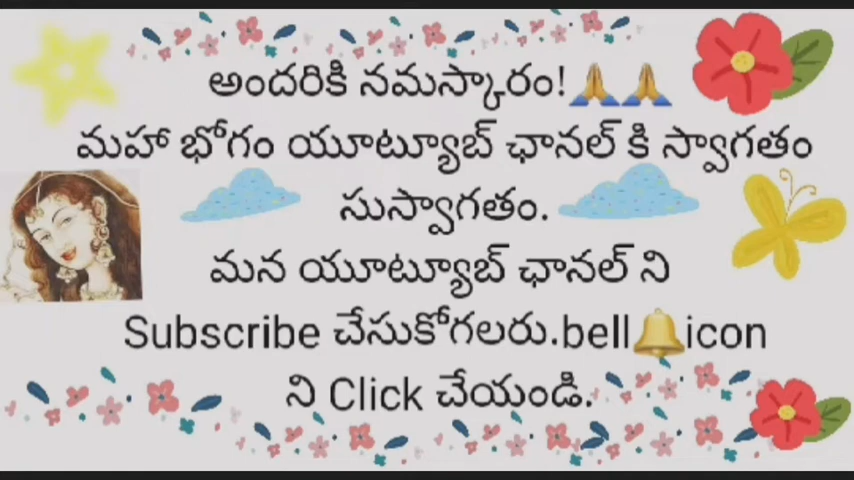 అందరికి నమస్కారం!🙏🙏
మహా భోగం యూట్యూబ్ ఛానల్ కి స్వాగతం
సుస్వాగతం.
మన యూట్యూబ్ ఛానల్ ని
Subscribe చేసుకోగలరు.bell🔔icon
ని Click చేయండి.